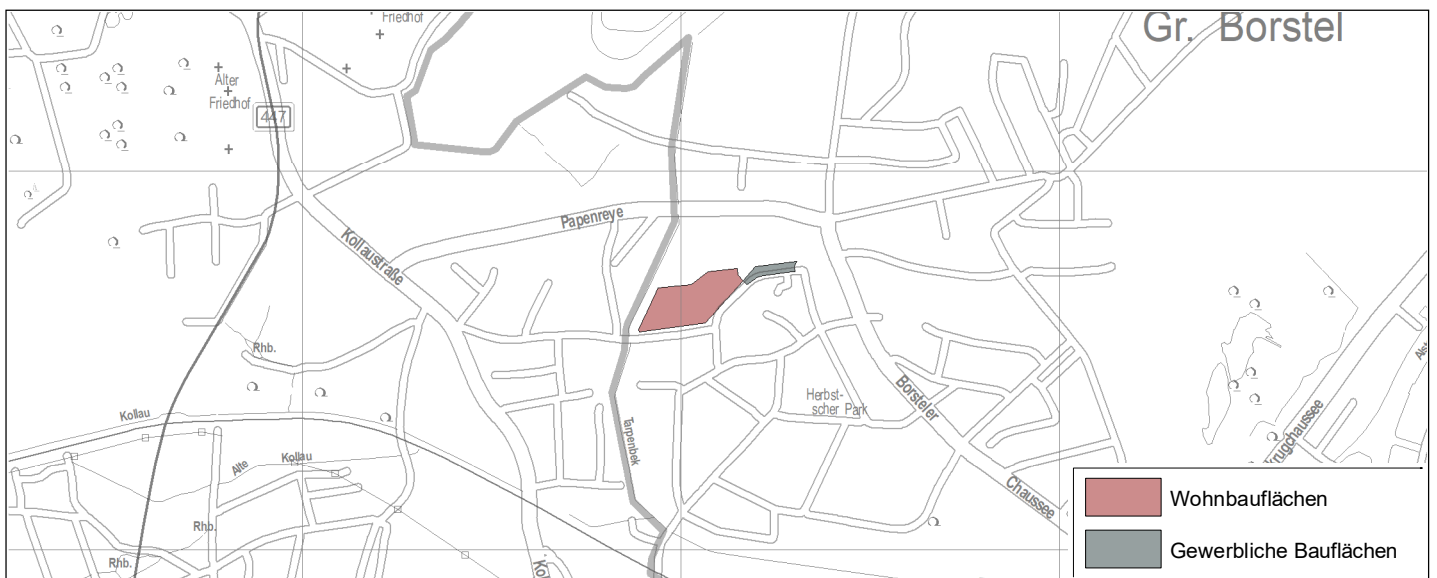 Friedhof
Gr. Borstel
Alter
Friedhof
447
Papenreye
Kollaustraße
Rhb.
Herbst-
scher Park
Borsteler
Kollau
Tarpenbek
Krugchaussee
Alte
Kollau
Chaussee
Rhb.
Rhb.
Wohnbauflächen
Gewerbliche Bauflächen